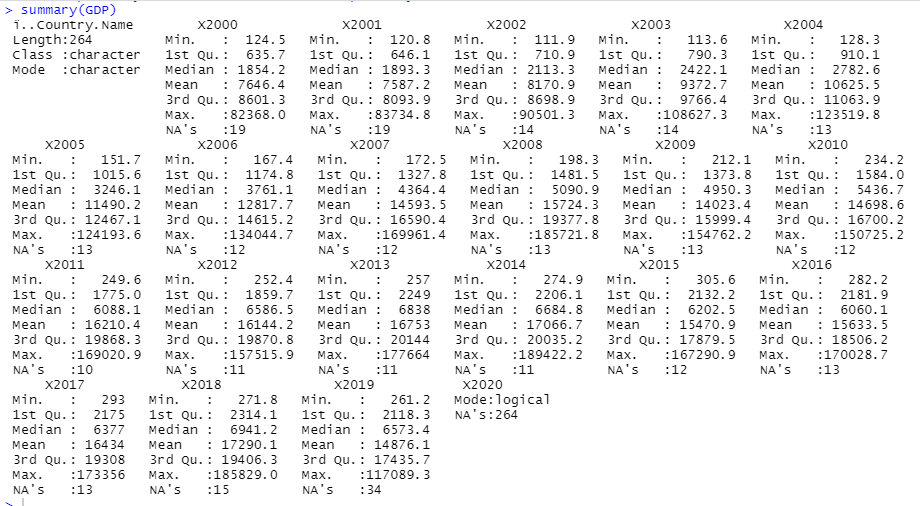 > summary(GDP)
ï..Country.Name X2000 X2001 X2002 X2003 X2004
Length:264 Min. : 124.5 Min. : 120.8 Min. : 111.9 Min. : 113.6 Min. : 128.3
Class :character 1st Qu.: 635.7 1st Qu.: 646.1 1st Qu.: 710.9 1st Qu.: 790.3 1st Qu.: 910.1
Mode :character Median : 1854.2 Median : 1893.3 Median : 2113.3 Median : 2422.1 Median : 2782.6
Mean : 7646.4 Mean : 7587.2 Mean : 8170.9 Mean : 9372.7 Mean : 10625.5
3rd Qu.: 8601.3 3rd Qu.: 8093.9 3rd Qu.: 8698.9 3rd Qu.: 9766.4 3rd Qu.: 11063.9
Max. :82368.0 Max. :83734.8 Max. :90501.3 Max. :108627.3 Max. :123519.8
NA's :19 NA's :19 NA's :14 NA's :14 NA's :13
X2005 X2006 X2007 X2008 X2009 X2010
Min. : 151.7 Min. : 167.4 Min. : 172.5 Min. : 198.3 Min. : 212.1 Min. : 234.2
1st Qu.: 1015.6 1st Qu.: 1174.8 1st Qu.: 1327.8 1st Qu.: 1481.5 1st Qu.: 1373.8 1st Qu.: 1584.0
Median : 3246.1 Median : 3761.1 Median : 4364.4 Median : 5090.9 Median : 4950.3 Median : 5436.7
Mean : 11490.2 Mean : 12817.7 Mean : 14593.5 Mean : 15724.3 Mean : 14023.4 Mean : 14698.6
3rd Qu.: 12467.1 3rd Qu.: 14615.2 3rd Qu.: 16590.4 3rd Qu.: 19377.8 3rd Qu.: 15999.4 3rd Qu.: 16700.2
Max. :124193.6 Max. :134044.7 Max. :169961.4 Max. :185721.8 Max. :154762.2 Max. :150725.2
NA's :13 NA's :12 NA's :12 NA's :13 NA's :13 NA's :12
X2011 X2012 X2013 X2014 X2015 X2016
Min. : 249.6 Min. : 252.4 Min. : 257 Min. : 274.9 Min. : 305.6 Min. : 282.2
1st Qu.: 1775.0 1st Qu.: 1859.7 1st Qu.: 2249 1st Qu.: 2206.1 1st Qu.: 2132.2 1st Qu.: 2181.9
Median : 6088.1 Median : 6586.5 Median : 6838 Median : 6684.8 Median : 6202.5 Median : 6060.1
Mean : 16210.4 Mean : 16144.2 Mean : 16753 Mean : 17066.7 Mean : 15470.9 Mean : 15633.5
3rd Qu.: 19868.3 3rd Qu.: 19870.8 3rd Qu.: 20144 3rd Qu.: 20035.2 3rd Qu.: 17879.5 3rd Qu.: 18506.2
Max. :169020.9 Max. :157515.9 Max. :177664 Max. :189422.2 Max. :167290.9 Max. :170028.7
NA's :10 NA's :11 NA's :11 NA's :11 NA's :12 NA's :13
X2017 X2018 X2019 X2020
Min. : 293 Min. : 271.8 Min. : 261.2 Mode:logical
1st Qu.: 2175 1st Qu.: 2314.1 1st Qu.: 2118.3 NA's:264
Median : 6377 Median : 6941.2 Median : 6573.4
Mean : 16434 Mean : 17290.1 Mean : 14876.1
3rd Qu.: 19308 3rd Qu.: 19406.3 3rd Qu.: 17435.7
Max. :173356 Max. :185829.0 Max. :117089.3
NA's :13 NA's :15 NA's :34
>